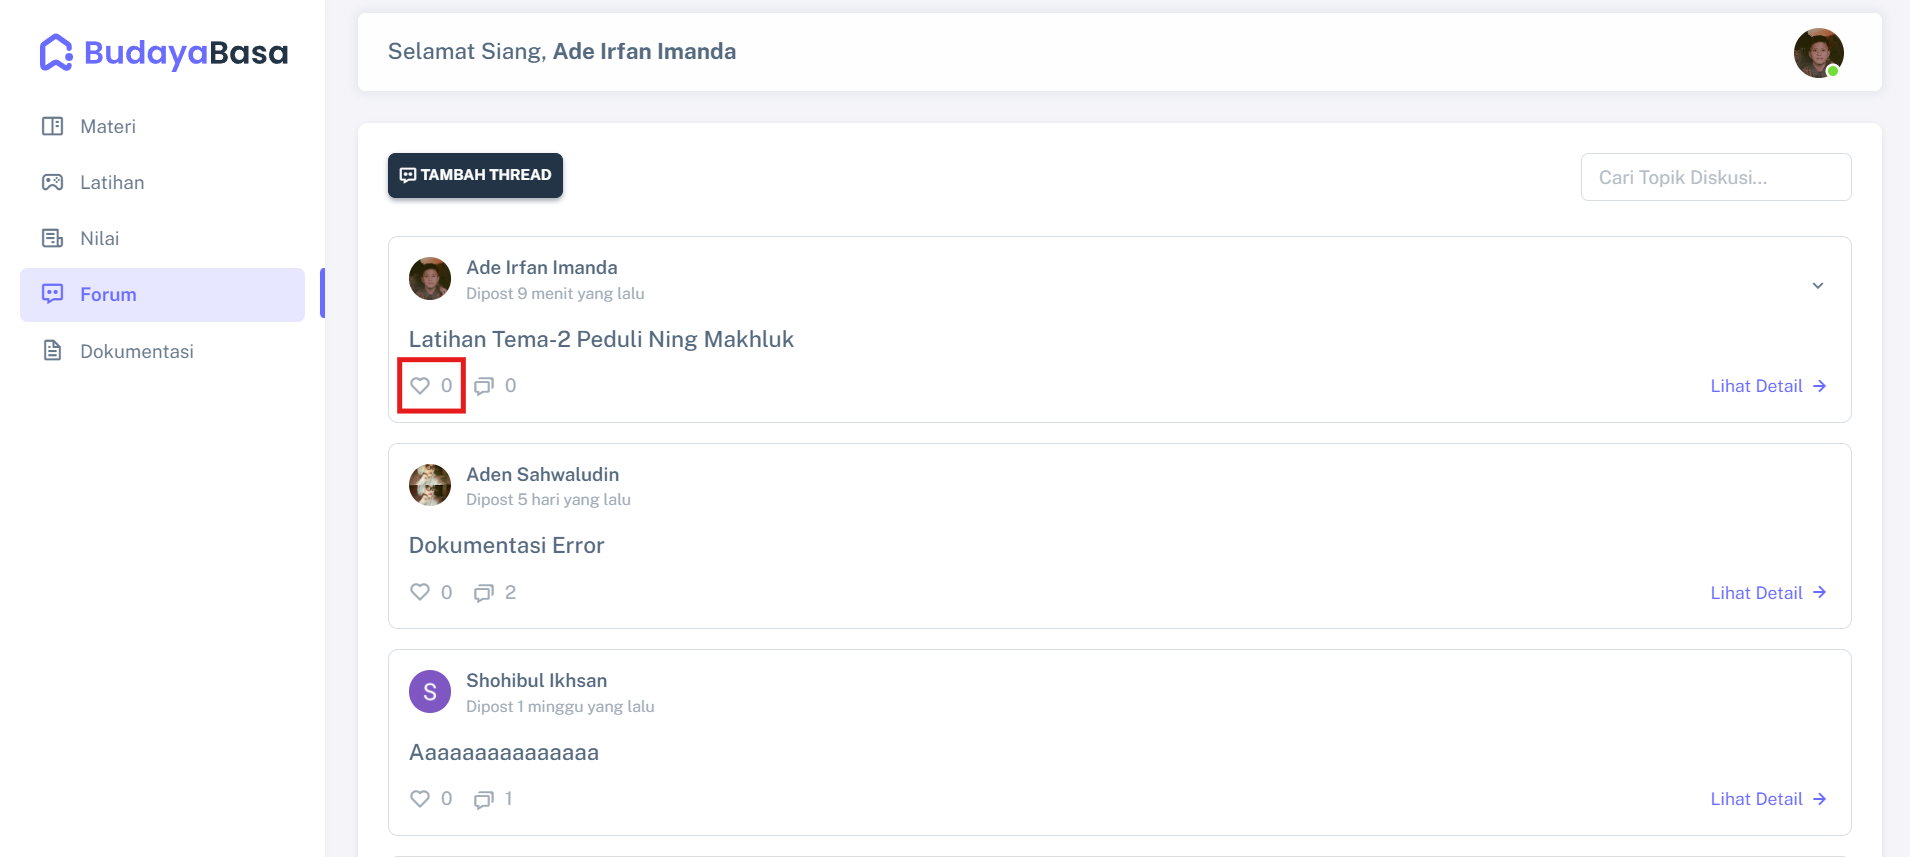 BudayaBasa
Materi
Latihan
Nilai
Forum
Dokumentasi
Selamat Siang, Ade Irfan Imanda
TAMBAH THREAD
Cari Topik Diskusi...
Ade Irfan Imanda
Dipost 9 menit yang lalu
Latihan Tema-2 Peduli Ning Makhluk
0 0 Lihat Detail →
Aden Sahwaludin
Dipost 5 hari yang lalu
Dokumentasi Error
0 2 Lihat Detail →
S
Shohibul Ikhsan
Dipost 1 minggu yang lalu
Aaaaaaaaaaaaaaa
0 1 Lihat Detail →